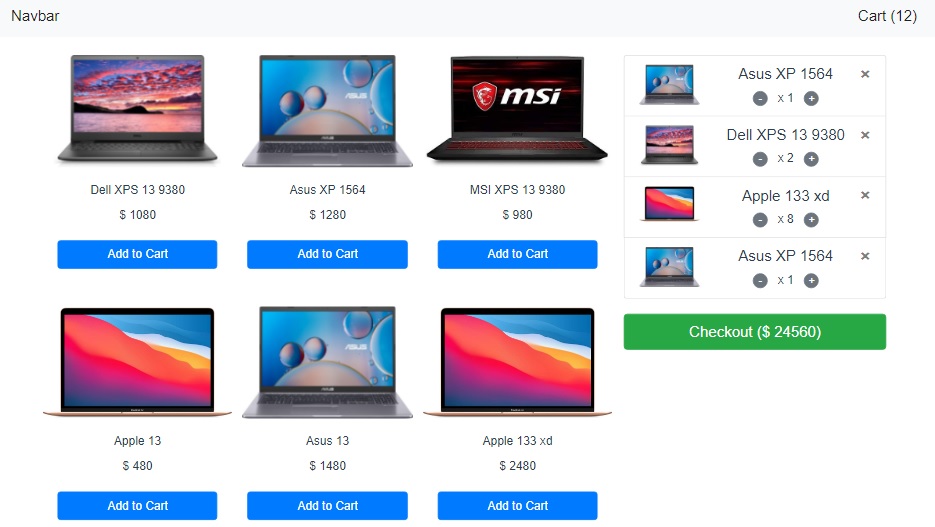 Navbar
Cart (12)
msi
ASUS
Dell XPS 13 9380
Asus XP 1564
MSI XPS 13 9380
$ 1080
$ 1280
$ 980
Add to Cart
Add to Cart
Add to Cart
ASUS
Apple 13
Asus 13
Apple 133 xd
$ 480
$ 1480
$ 2480
Add to Cart
Add to Cart
Add to Cart
Asus XP 1564 ×
- x 1 +
Dell XPS 13 9380 ×
- x 2 +
Apple 133 xd ×
- x 8 +
Asus XP 1564 ×
- x 1 +
Checkout ($ 24560)